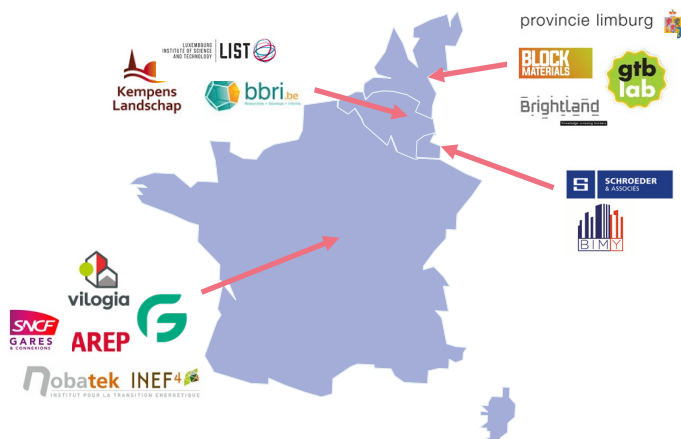 provincie limburg
LUXEMBOURG
INSTITUTE OF SCIENCE
AND TECHNOLOGY
LIST
Kempens
Landschap
bbri.be
BLOCK
MATERIALS
gtb
lab
Brightland
S
SCHROEDER
& ASSOCIÉS
BIMY
vilogia
G
SNCF
GARES
& CONNEXIONS
AREP
nobatek INEF4
INSTITUT POUR LA TRANSITION ENERGETIQUE